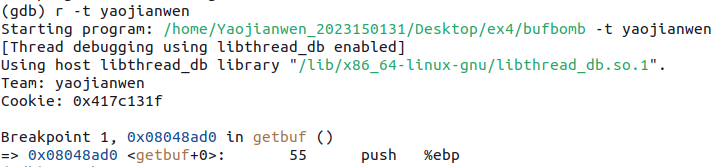 (gdb) r -t yaojianwen
Starting program: /home/Yaojianwen_2023150131/Desktop/ex4/bufbomb -t yaojianwen
[Thread debugging using libthread_db enabled]
Using host libthread_db library "/lib/x86_64-linux-gnu/libthread_db.so.1".
Team: yaojianwen
Cookie: 0x417c131f

Breakpoint 1, 0x08048ad0 in getbuf ()
=> 0x08048ad0 <getbuf+0>: 55 push %ebp